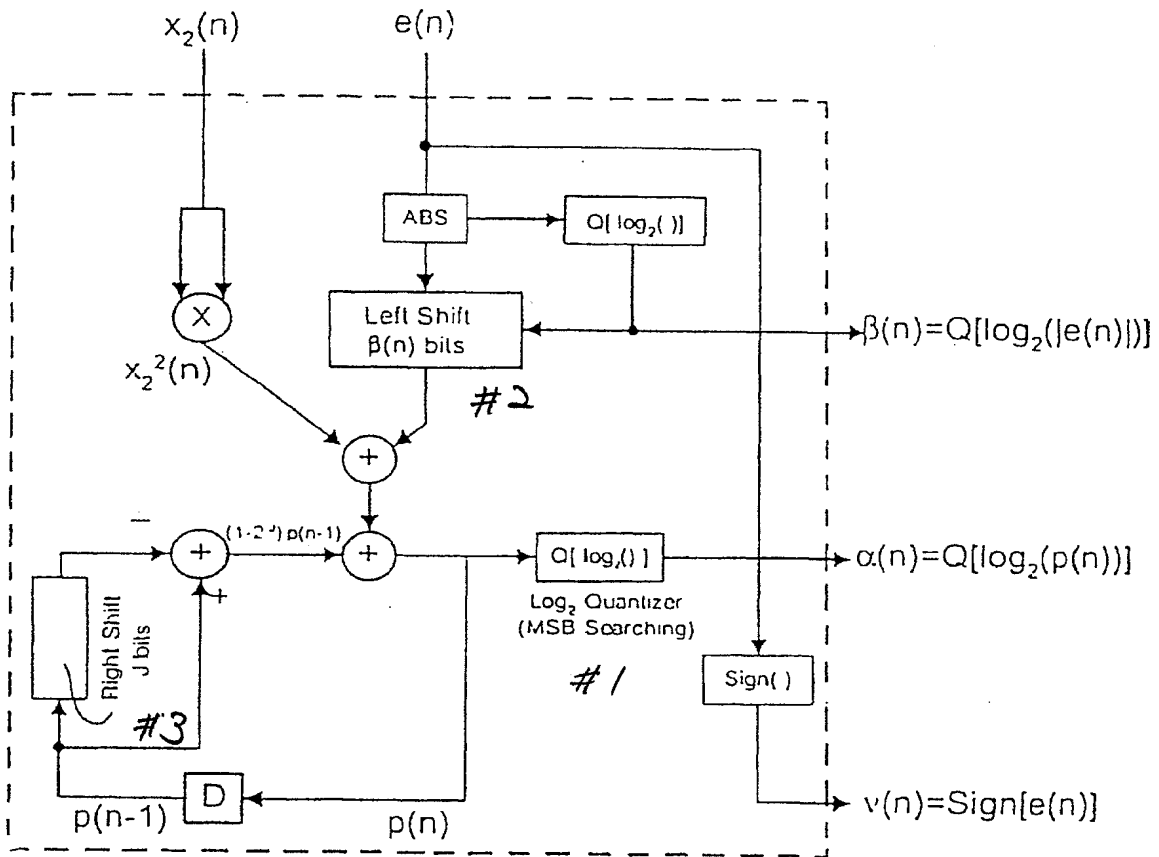 x₂(n)
e(n)
ABS
Q[ log₂( )]
X
Left Shift
β(n) bits
β(n)=Q[log₂(|e(n)|)]
x₂²(n)
#2
+
−
+
(1-2ᴶ) p(n-1)
+
Q[ log₂( ) ]
α(n)=Q[log₂(p(n))]
+
Log₂ Quantizer
(MSB Searching)
Right Shift
J bits
#1
Sign( )
#3
D
p(n-1)
p(n)
ν(n)=Sign[e(n)]